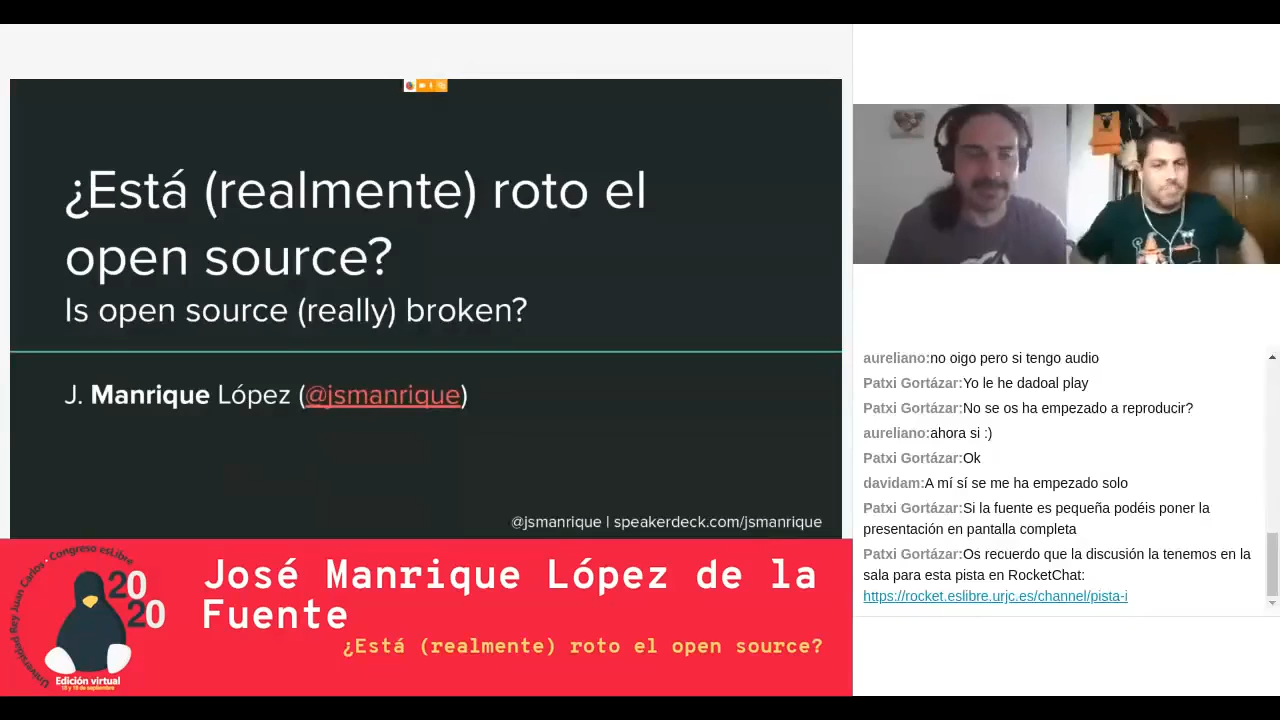 ¿Está (realmente) roto el
open source?
Is open source (really) broken?
J. Manrique López (@jsmanrique)
@jsmanrique | speakerdeck.com/jsmanrique
Universidad Rey Juan Carlos · Congreso esLibre
2020
Edición virtual
18 y 19 de septiembre
José Manrique López de la
Fuente
¿Está (realmente) roto el open source?
aureliano:no oigo pero si tengo audio
Patxi Gortázar:Yo le he dadoal play
Patxi Gortázar:No se os ha empezado a reproducir?
aureliano:ahora si :)
Patxi Gortázar:Ok
davidam:A mí sí se me ha empezado solo
Patxi Gortázar:Si la fuente es pequeña podéis poner la
presentación en pantalla completa
Patxi Gortázar:Os recuerdo que la discusión la tenemos en la
sala para esta pista en RocketChat:
https://rocket.eslibre.urjc.es/channel/pista-i